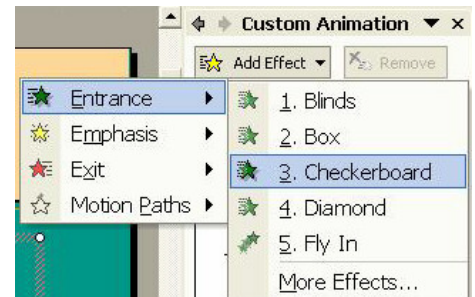 Custom Animation
Add Effect
Remove
Entrance
Emphasis
Exit
Motion Paths
1. Blinds
2. Box
3. Checkerboard
4. Diamond
5. Fly In
More Effects...